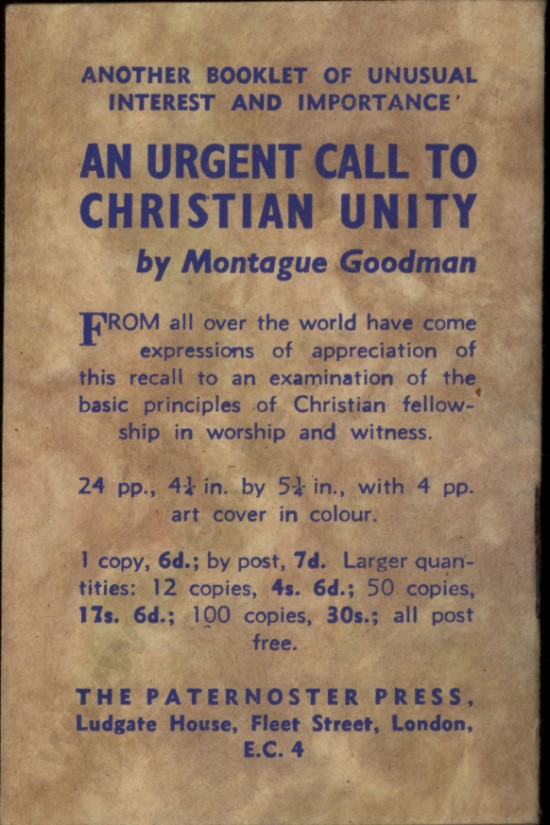 ANOTHER BOOKLET OF UNUSUAL
INTEREST AND IMPORTANCE
AN URGENT CALL TO
CHRISTIAN UNITY
by Montague Goodman
FROM all over the world have come
expressions of appreciation of
this recall to an examination of the
basic principles of Christian fellow-
ship in worship and witness.
24 pp., 4¼ in. by 5¼ in., with 4 pp.
art cover in colour.
1 copy, 6d.; by post, 7d. Larger quan-
tities: 12 copies, 4s. 6d.; 50 copies,
17s. 6d.; 100 copies, 30s.; all post
free.
THE PATERNOSTER PRESS,
Ludgate House, Fleet Street, London,
E.C. 4